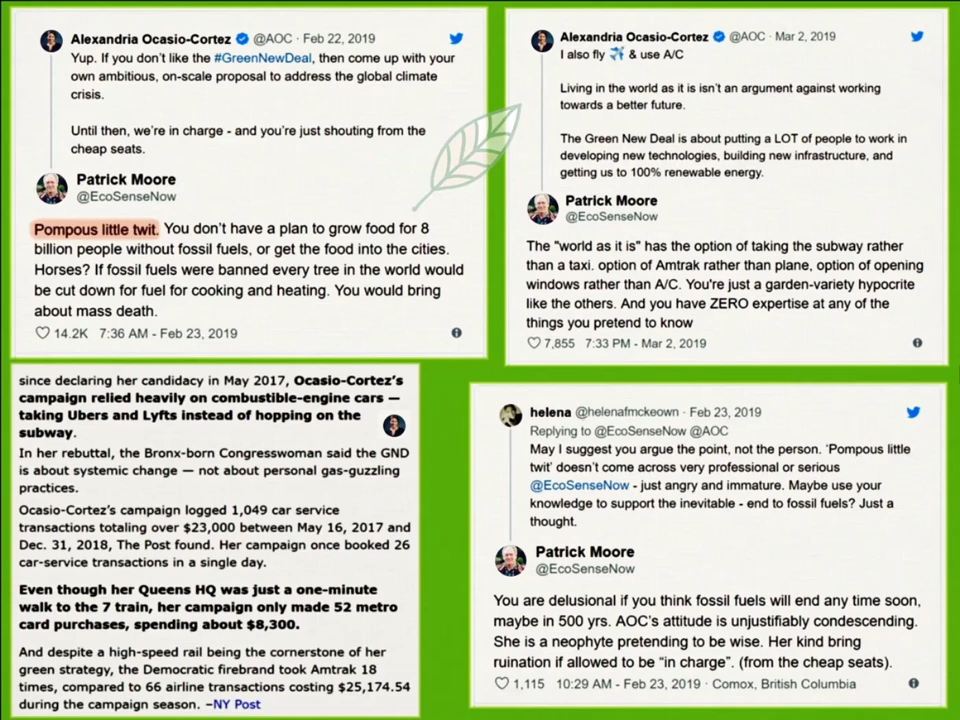 Alexandria Ocasio-Cortez @AOC · Feb 22, 2019
Yup. If you don't like the #GreenNewDeal, then come up with your
own ambitious, on-scale proposal to address the global climate
crisis.
Until then, we're in charge - and you're just shouting from the
cheap seats.
Patrick Moore
@EcoSenseNow
Pompous little twit. You don't have a plan to grow food for 8
billion people without fossil fuels, or get the food into the cities.
Horses? If fossil fuels were banned every tree in the world would
be cut down for fuel for cooking and heating. You would bring
about mass death.
14.2K 7:36 AM - Feb 23, 2019
Alexandria Ocasio-Cortez @AOC · Mar 2, 2019
I also fly ✈️ & use A/C
Living in the world as it is isn't an argument against working
towards a better future.
The Green New Deal is about putting a LOT of people to work in
developing new technologies, building new infrastructure, and
getting us to 100% renewable energy.
Patrick Moore
@EcoSenseNow
The "world as it is" has the option of taking the subway rather
than a taxi. option of Amtrak rather than plane, option of opening
windows rather than A/C. You're just a garden-variety hypocrite
like the others. And you have ZERO expertise at any of the
things you pretend to know
7,855 7:33 PM - Mar 2, 2019
since declaring her candidacy in May 2017, Ocasio-Cortez's
campaign relied heavily on combustible-engine cars —
taking Ubers and Lyfts instead of hopping on the
subway.
In her rebuttal, the Bronx-born Congresswoman said the GND
is about systemic change — not about personal gas-guzzling
practices.
Ocasio-Cortez's campaign logged 1,049 car service
transactions totaling over $23,000 between May 16, 2017 and
Dec. 31, 2018, The Post found. Her campaign once booked 26
car-service transactions in a single day.
Even though her Queens HQ was just a one-minute
walk to the 7 train, her campaign only made 52 metro
card purchases, spending about $8,300.
And despite a high-speed rail being the cornerstone of her
green strategy, the Democratic firebrand took Amtrak 18
times, compared to 66 airline transactions costing $25,174.54
during the campaign season. –NY Post
helena @helenafmckeown · Feb 23, 2019
Replying to @EcoSenseNow @AOC
May I suggest you argue the point, not the person. 'Pompous little
twit' doesn't come across very professional or serious
@EcoSenseNow - just angry and immature. Maybe use your
knowledge to support the inevitable - end to fossil fuels? Just a
thought.
Patrick Moore
@EcoSenseNow
You are delusional if you think fossil fuels will end any time soon,
maybe in 500 yrs. AOC's attitude is unjustifiably condescending.
She is a neophyte pretending to be wise. Her kind bring
ruination if allowed to be "in charge". (from the cheap seats).
1,115 10:29 AM - Feb 23, 2019 · Comox, British Columbia